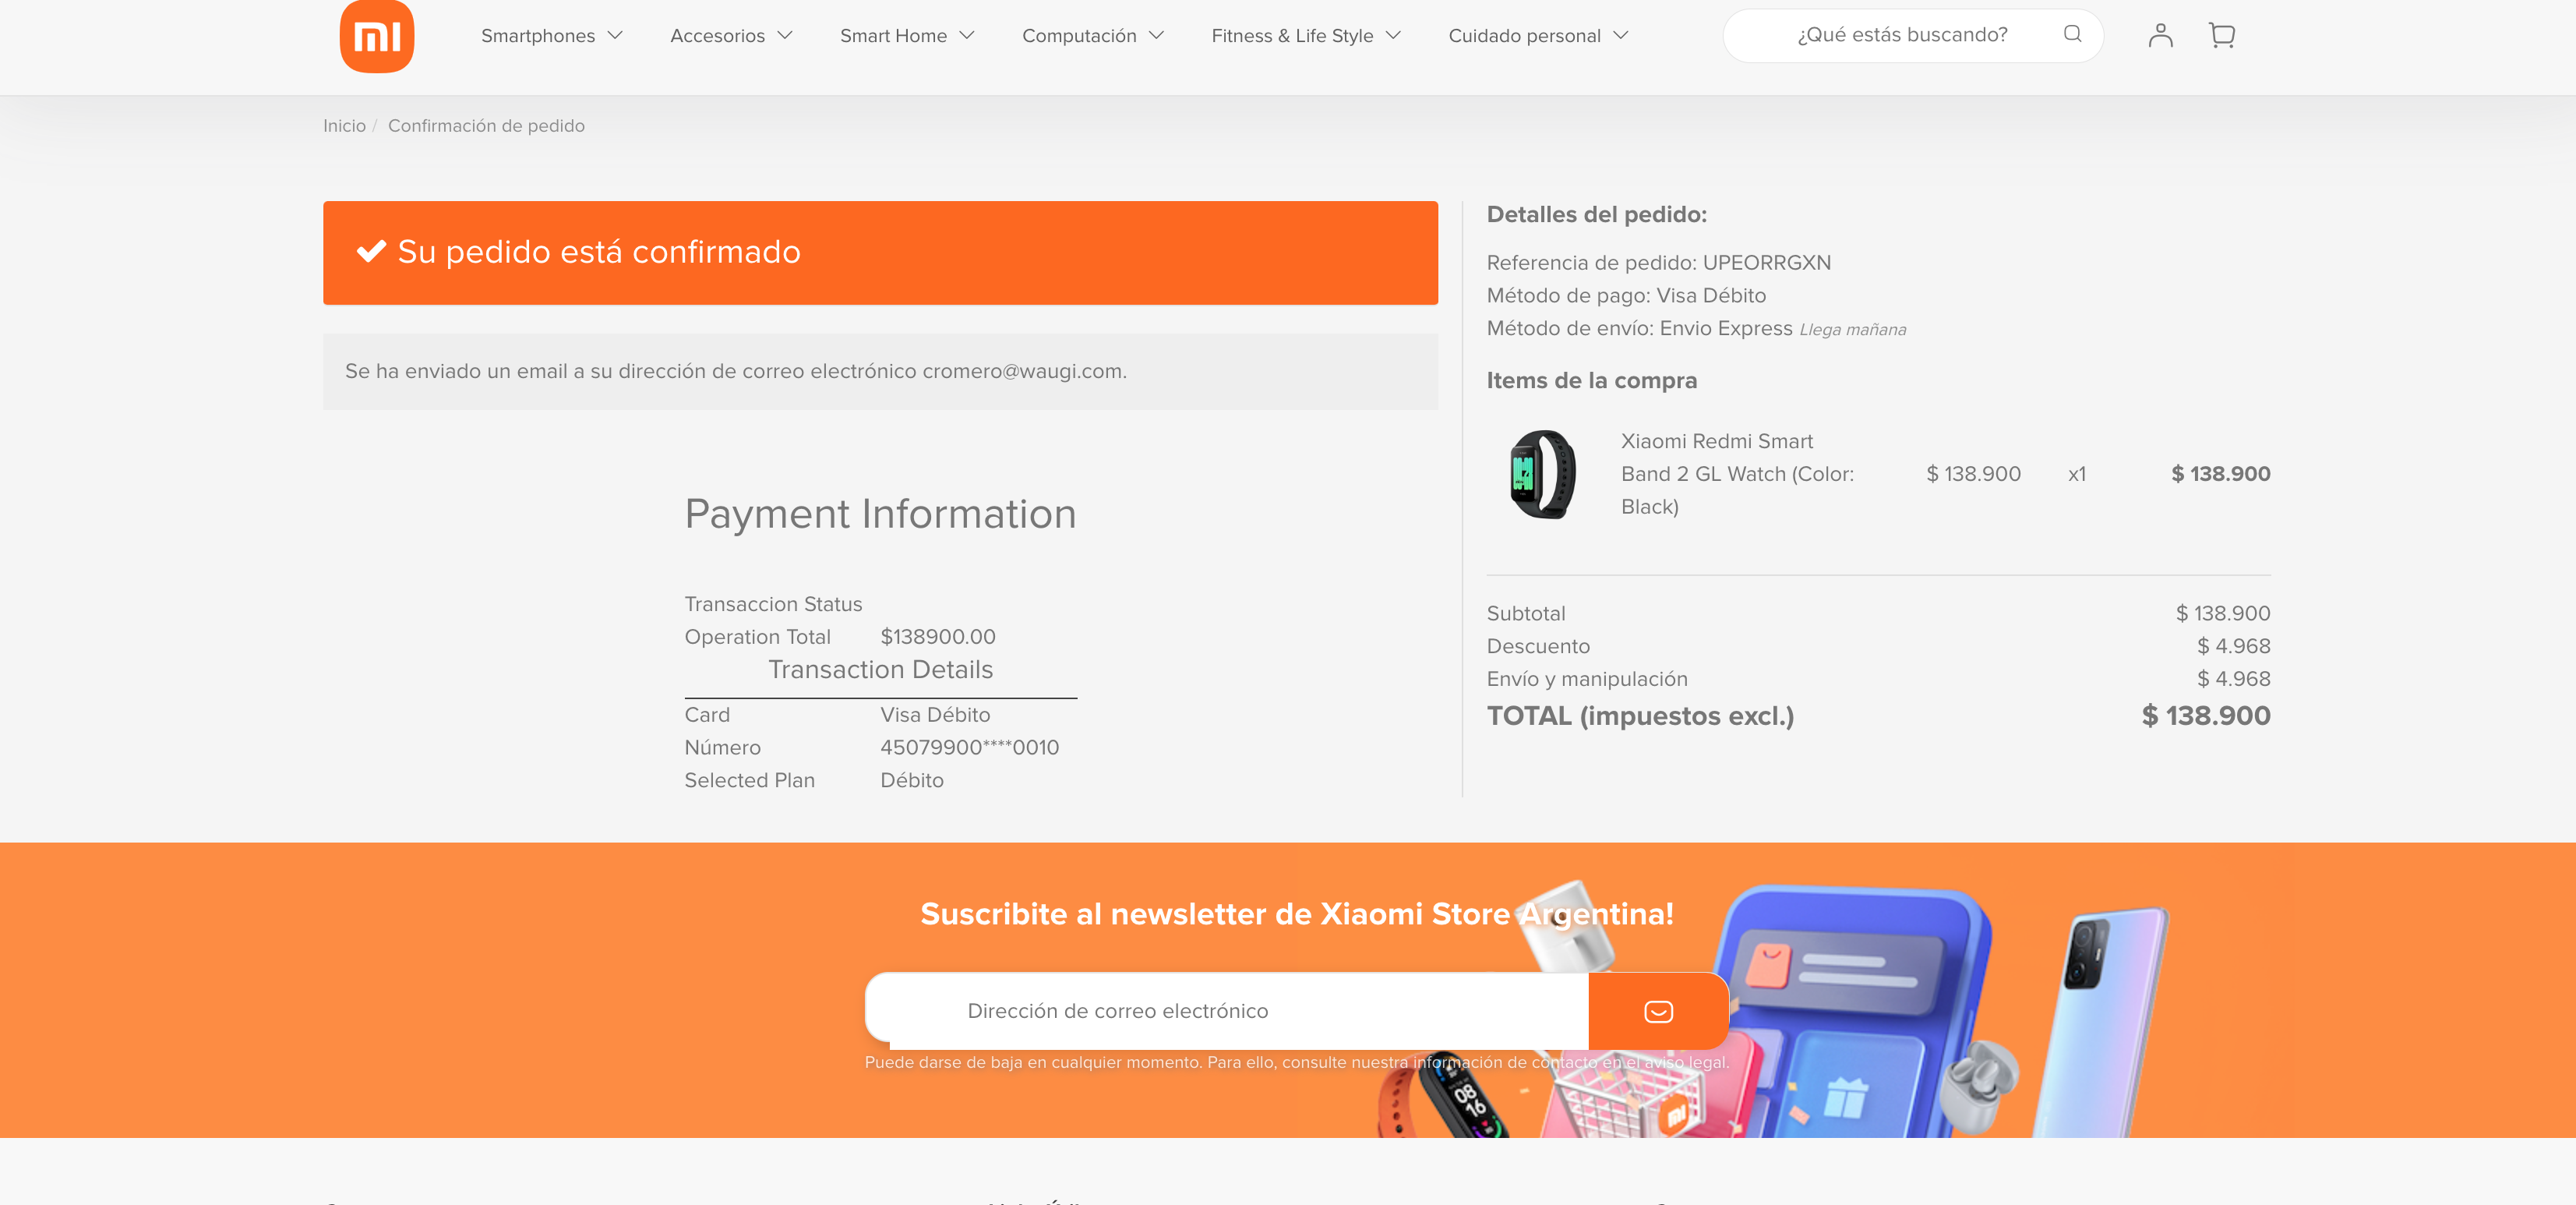 Smartphones
Accesorios
Smart Home
Computación
Fitness & Life Style
Cuidado personal
¿Qué estás buscando?
Inicio / Confirmación de pedido
Su pedido está confirmado
Se ha enviado un email a su dirección de correo electrónico cromero@waugi.com.
Payment Information
Transaccion Status
Operation Total $138900.00
Transaction Details
Card Visa Débito
Número 45079900****0010
Selected Plan Débito
Detalles del pedido:
Referencia de pedido: UPEORRGXN
Método de pago: Visa Débito
Método de envío: Envio Express Llega mañana
Items de la compra
Xiaomi Redmi Smart
Band 2 GL Watch (Color: $ 138.900 x1 $ 138.900
Black)
Subtotal $ 138.900
Descuento $ 4.968
Envío y manipulación $ 4.968
TOTAL (impuestos excl.) $ 138.900
Suscribite al newsletter de Xiaomi Store Argentina!
Dirección de correo electrónico
Puede darse de baja en cualquier momento. Para ello, consulte nuestra información de contacto en el aviso legal.
08
16